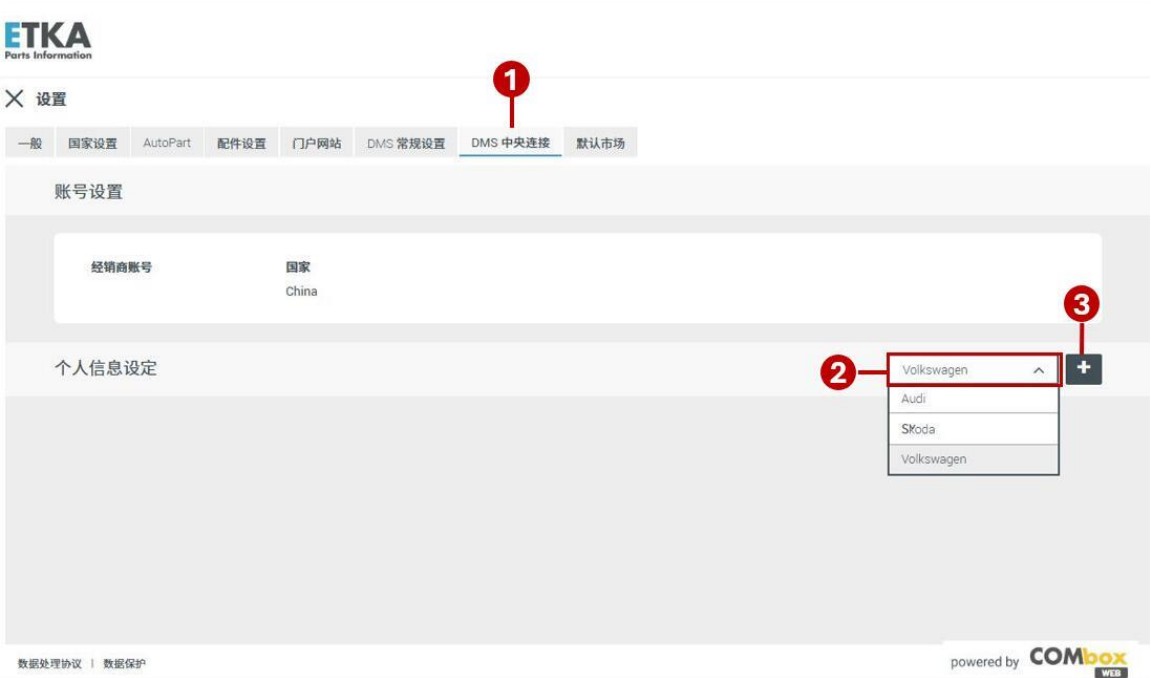 ETKA
Parts Information
1
设置
一般 国家设置 AutoPart 配件设置 门户网站 DMS 常规设置 DMS 中央连接 默认市场
账号设置
经销商账号 国家
China
3
个人信息设定 2 Volkswagen +
Audi
Skoda
Volkswagen
数据处理协议 | 数据保护 powered by COMbox
WEB